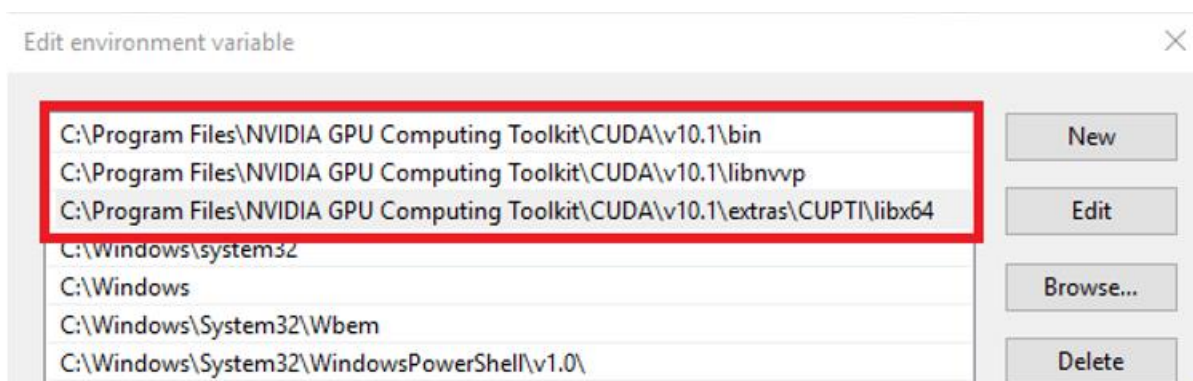 Edit environment variable
C:\Program Files\NVIDIA GPU Computing Toolkit\CUDA\v10.1\bin
New
C:\Program Files\NVIDIA GPU Computing Toolkit\CUDA\v10.1\libnvvp
C:\Program Files\NVIDIA GPU Computing Toolkit\CUDA\v10.1\extras\CUPTI\libx64
Edit
C:\Windows\system32
C:\Windows
Browse...
C:\Windows\System32\Wbem
C:\Windows\System32\WindowsPowerShell\v1.0\
Delete